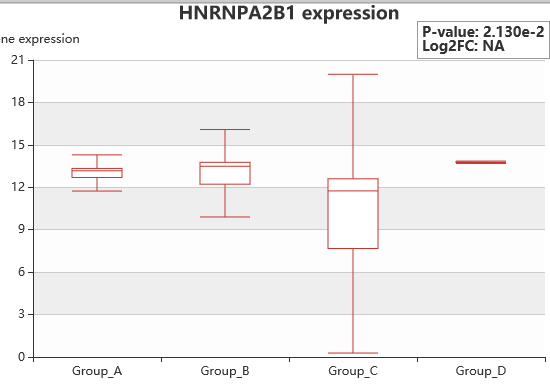 HNRNPA2B1 expression
P-value: 2.130e-2
Log2FC: NA
ne expression
21
18
15
12
9
6
3
0
Group_A Group_B Group_C Group_D